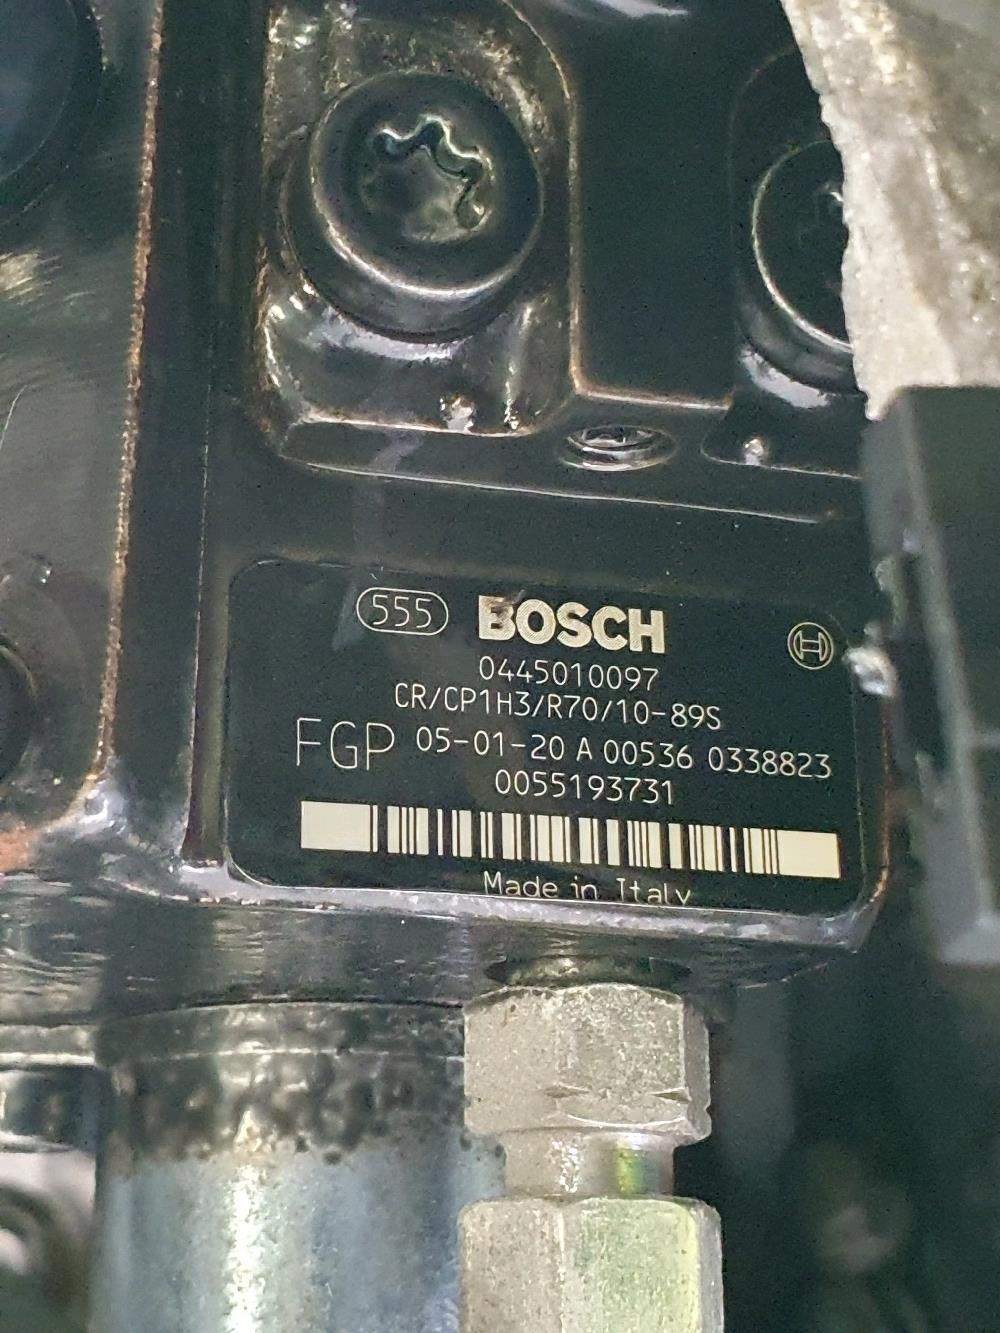 555 BOSCH
0445010097
CR/CP1H3/R70/10-89S
FGP 05-01-20 A 00536 0338823
0055193731
Made in Italy